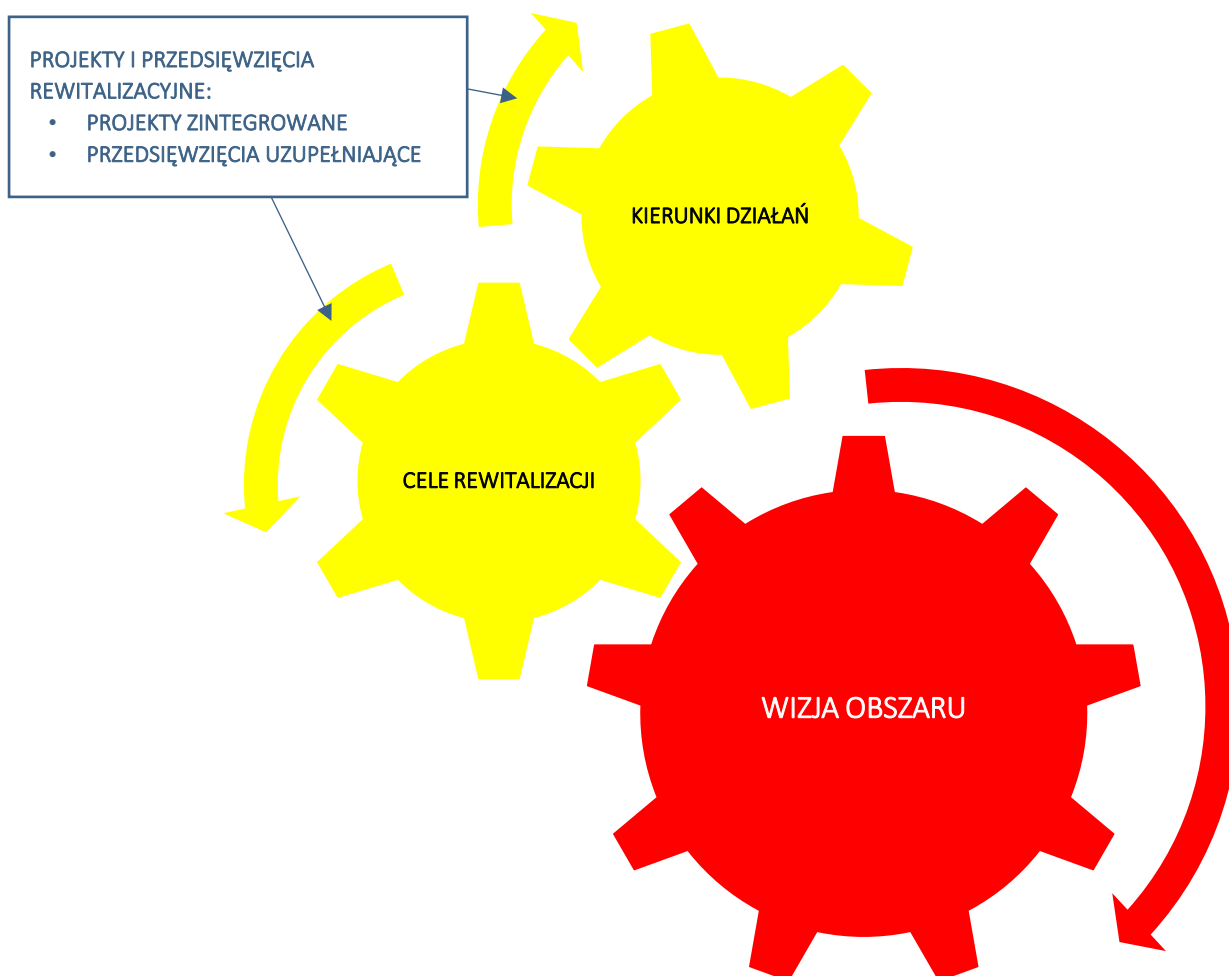 PROJEKTY I PRZEDSIĘWZIĘCIA
REWITALIZACYJNE:
• PROJEKTY ZINTEGROWANE
• PRZEDSIĘWZIĘCIA UZUPEŁNIAJĄCE
KIERUNKI DZIAŁAŃ
CELE REWITALIZACJI
WIZJA OBSZARU